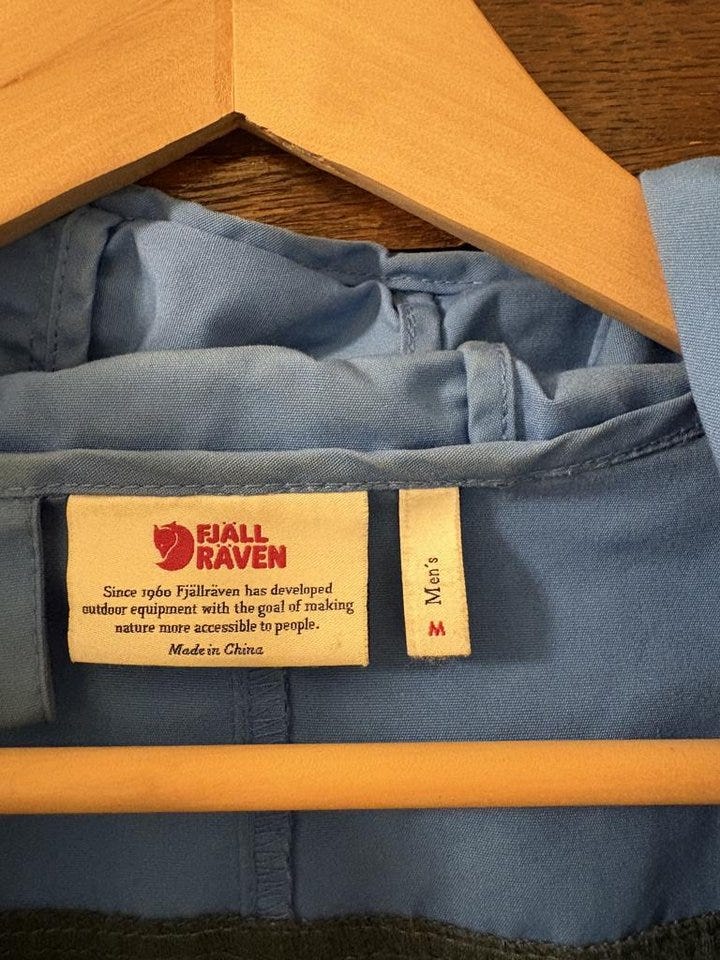 FJÄLL
RÄVEN
Since 1960 Fjällräven has developed
outdoor equipment with the goal of making
nature more accessible to people.
Made in China
Men's
M